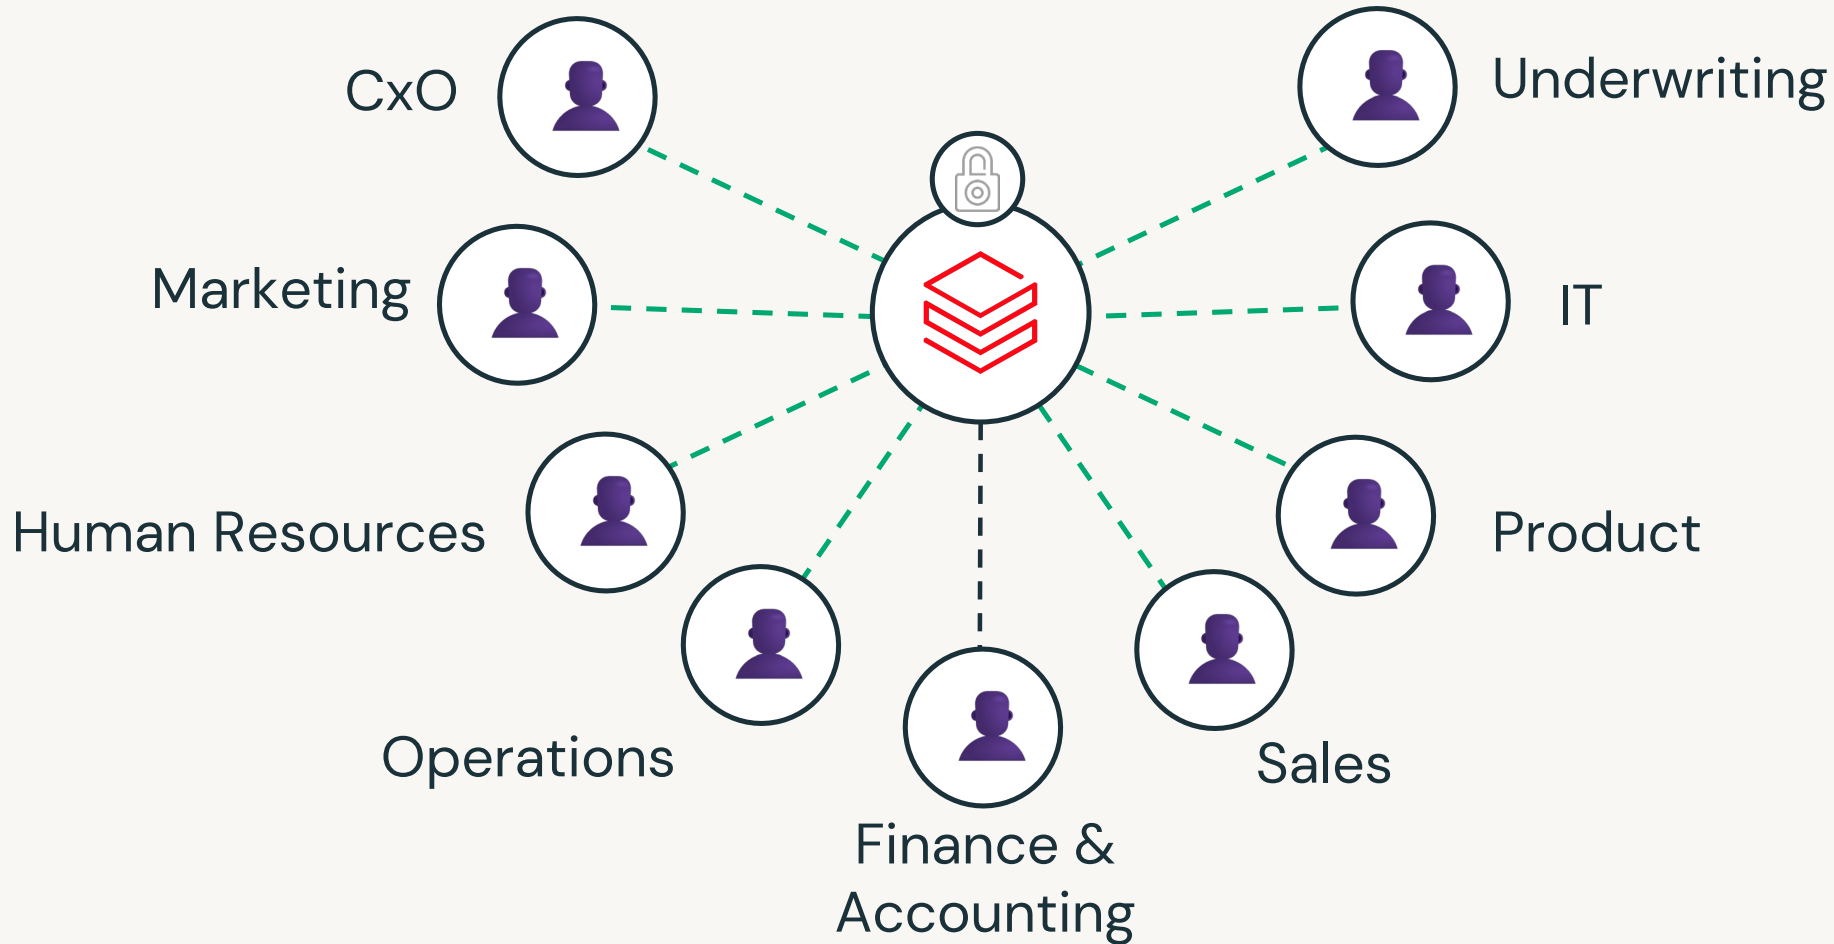 CxO
Underwriting
Marketing
IT
Human Resources
Product
Operations
Sales
Finance &
Accounting